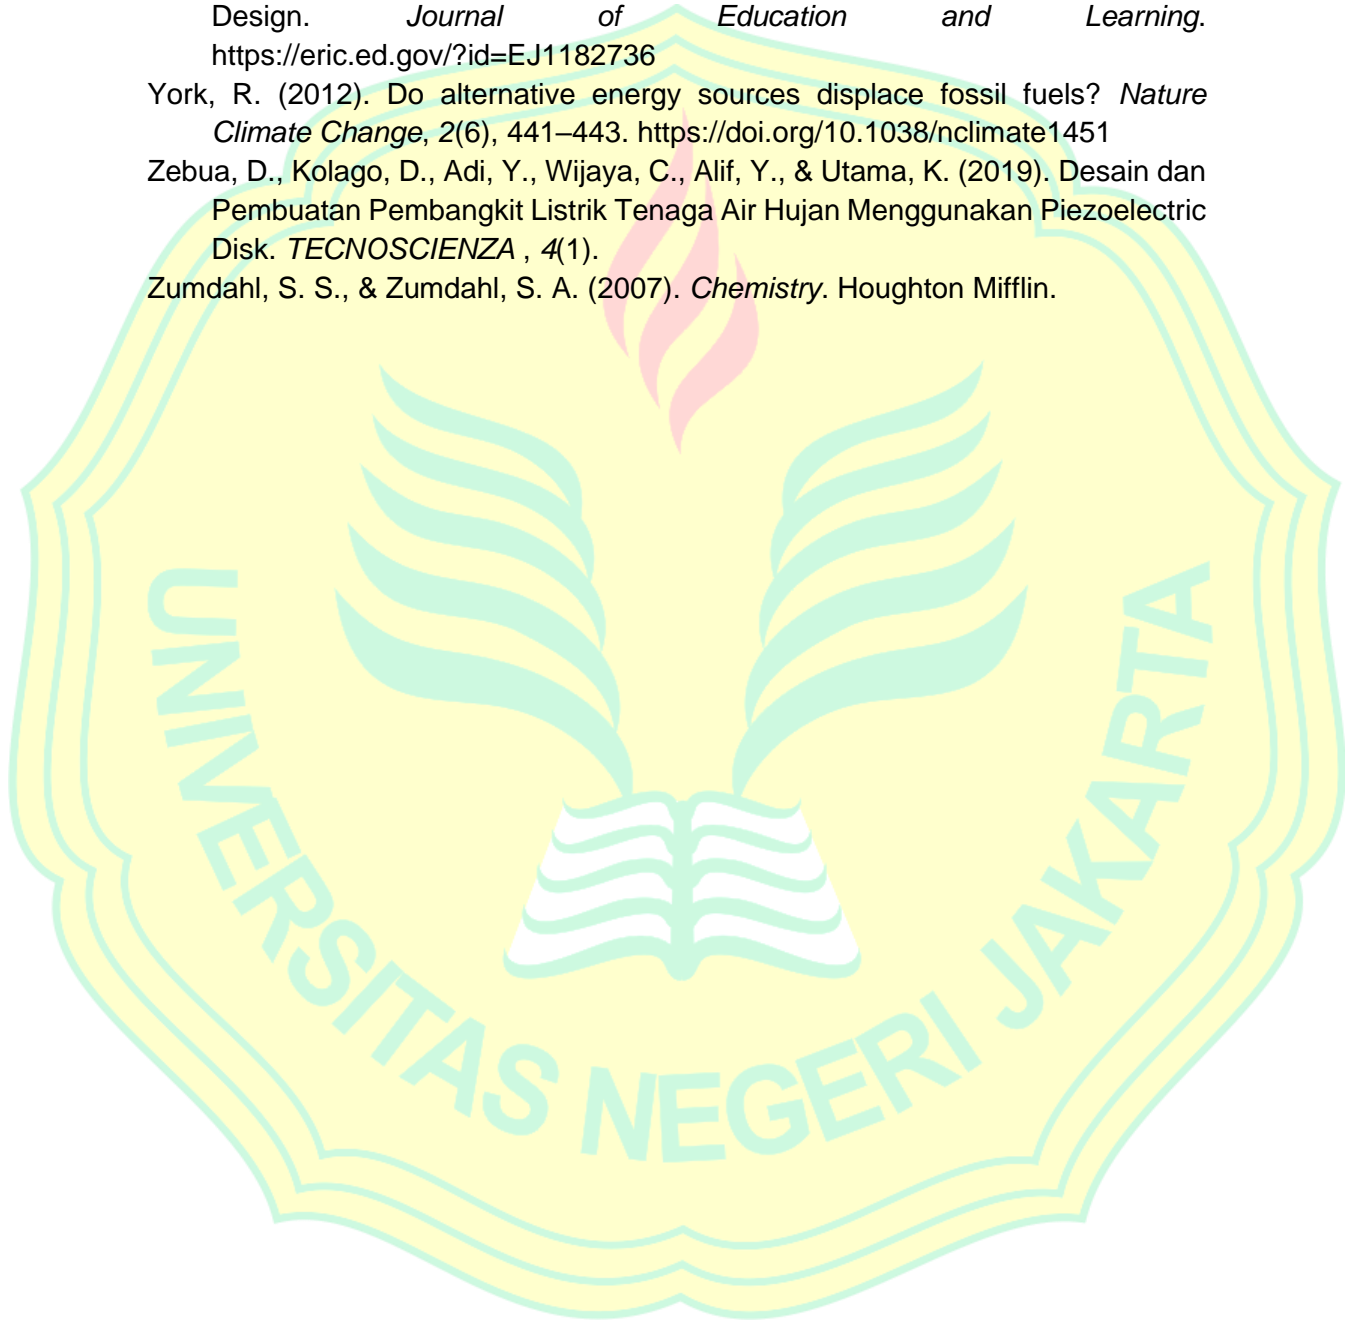 Design. Journal of Education and Learning.
https://eric.ed.gov/?id=EJ1182736
York, R. (2012). Do alternative energy sources displace fossil fuels? Nature
Climate Change, 2(6), 441–443. https://doi.org/10.1038/nclimate1451
Zebua, D., Kolago, D., Adi, Y., Wijaya, C., Alif, Y., & Utama, K. (2019). Desain dan
Pembuatan Pembangkit Listrik Tenaga Air Hujan Menggunakan Piezoelectric
Disk. TECNOSCIENZA , 4(1).
Zumdahl, S. S., & Zumdahl, S. A. (2007). Chemistry. Houghton Mifflin.
UNIVERSITAS NEGERI JAKARTA